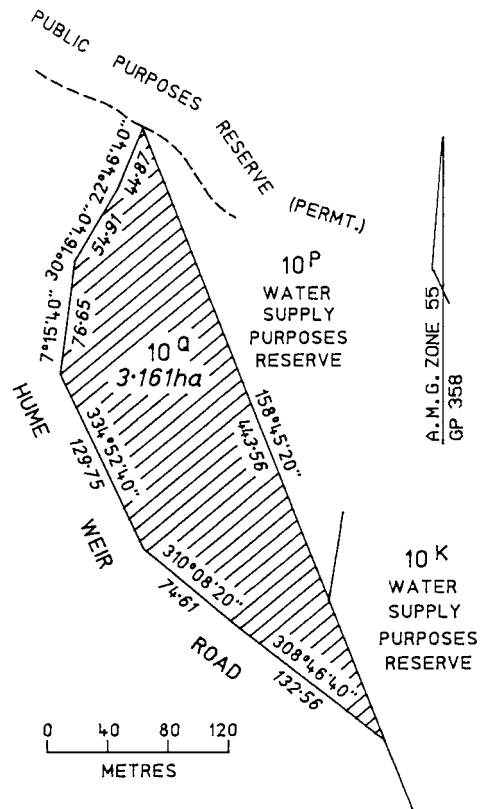 PUBLIC PURPOSES RESERVE (PERMT.)
22°46'40"
44·87
30°16'40"
54·91
7°15'40"
76·65
10Q
3·161ha
10P
WATER
SUPPLY
PURPOSES
RESERVE
A.M.G. ZONE 55
GP 358
158°45'20"
443·56
334°52'40"
129·75
HUME WEIR ROAD
310°08'20"
74·61
308°46'40"
132·56
10K
WATER
SUPPLY
PURPOSES
RESERVE
0 40 80 120
METRES